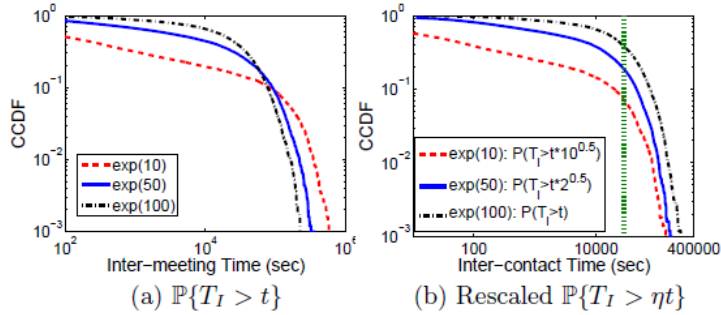 10^0
10^-1
10^-2
10^-3
CCDF
exp(10)
exp(50)
exp(100)
10^2 10^4 10^6
Inter-meeting Time (sec)
(a) ℙ{T_I > t}
10^0
10^-1
10^-2
10^-3
CCDF
exp(10): P(T_I>t*10^0.5)
exp(50): P(T_I>t*2^0.5)
exp(100): P(T_I>t)
100 10000 400000
Inter-contact Time (sec)
(b) Rescaled ℙ{T_I > ηt}